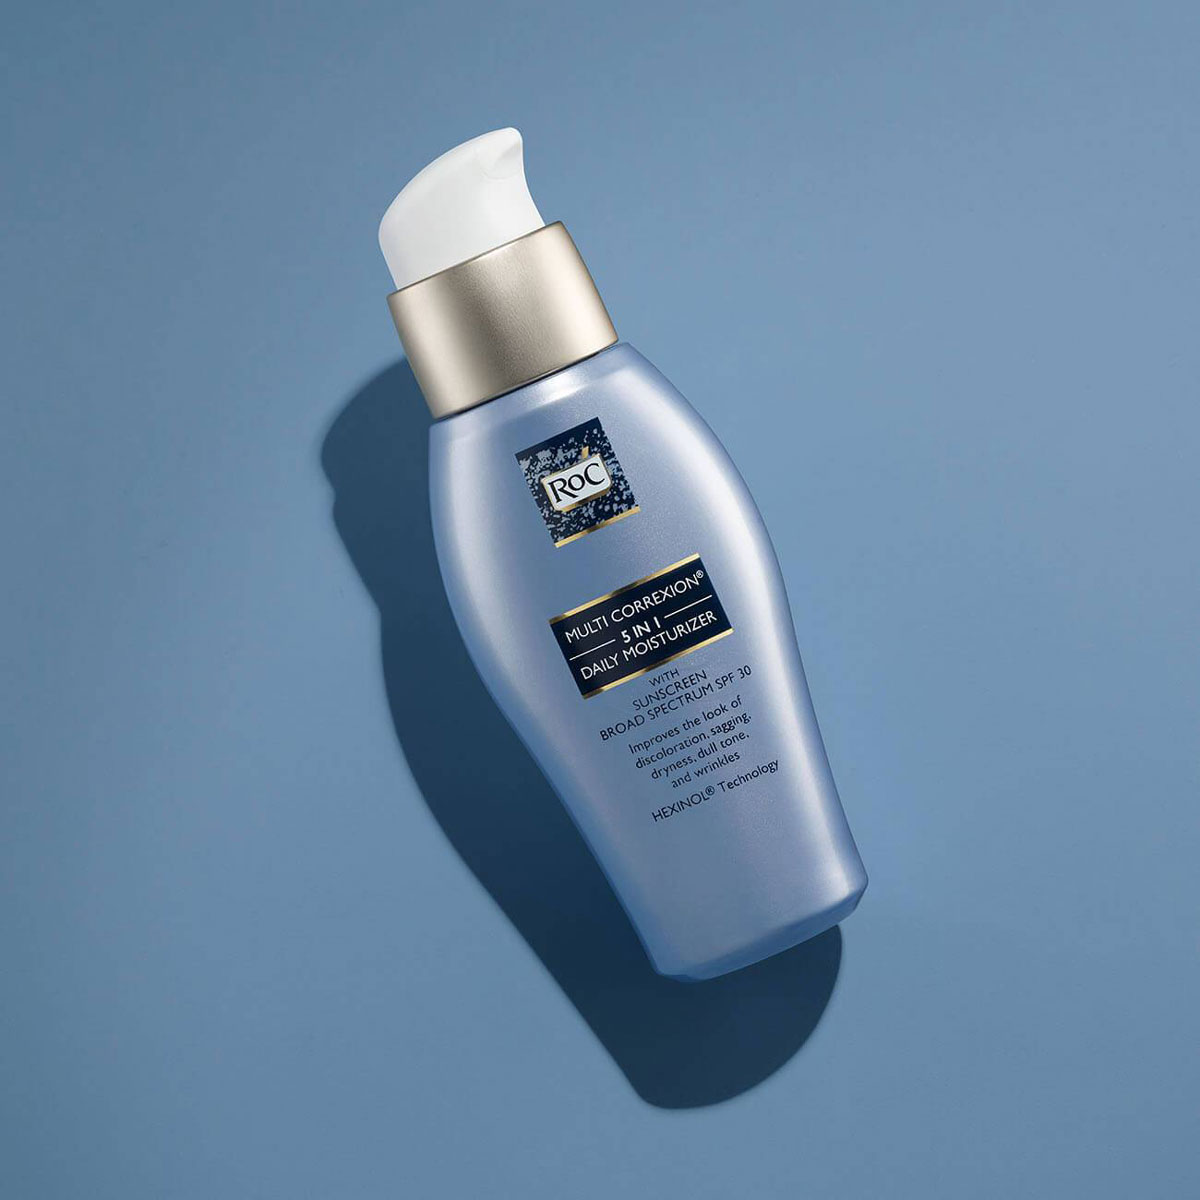 RoC
MULTI CORREXION®
5 IN 1
DAILY MOISTURIZER
WITH
SUNSCREEN
BROAD SPECTRUM SPF 30
Improves the look of
discoloration, sagging,
dryness, dull tone,
and wrinkles
HEXINOL® Technology